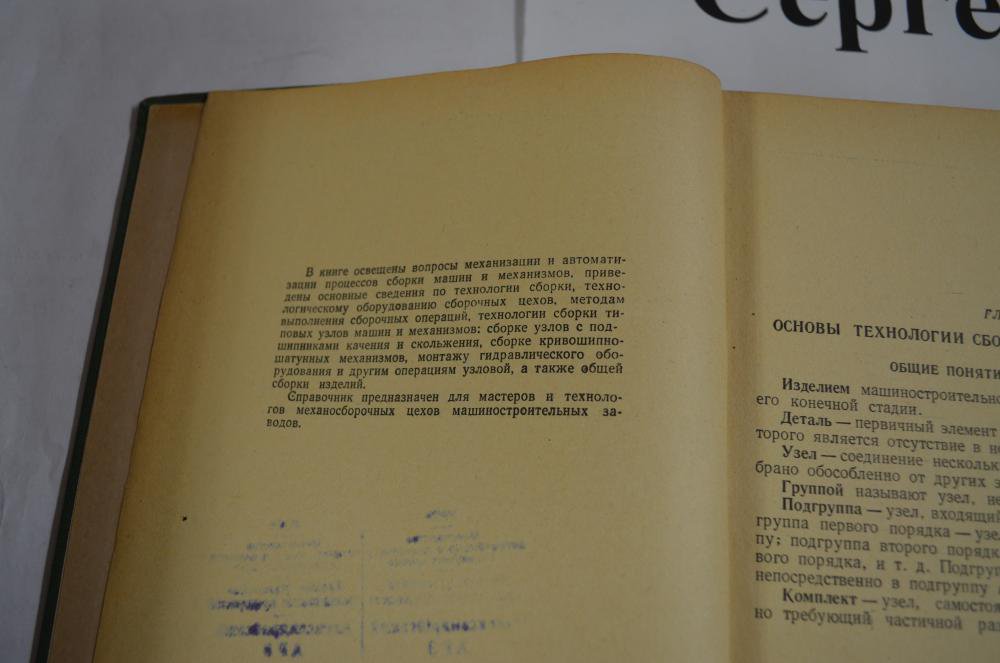 Серге
В книге освещены вопросы механизации и автомати-
зации процессов сборки машин и механизмов, приве-
дены основные сведения по технологии сборки, техно-
логическому оборудованию сборочных цехов, методам
выполнения сборочных операций, технологии сборки ти-
повых узлов машин и механизмов: сборке узлов с под-
шипниками качения и скольжения, сборке кривошипно-
шатунных механизмов, монтажу гидравлического обо-
рудования и другим операциям узловой, а также общей
сборки изделий.
Справочник предназначен для мастеров и техноло-
гов механосборочных цехов машиностроительных за-
водов.
ГЛ
ОСНОВЫ ТЕХНОЛОГИИ СБО
ОБЩИЕ ПОНЯТИ
Изделием машиностроительно
его конечной стадии.
Деталь — первичный элемент
торого является отсутствие в не
Узел — соединение нескольк
брано обособленно от других э
Группой называют узел, не
Подгруппа — узел, входящий
группа первого порядка — узе
пу; подгруппа второго порядк
вого порядка, и т. д. Подгруп
непосредственно в подгруппу
Комплект — узел, самостоя
но требующий частичной раз